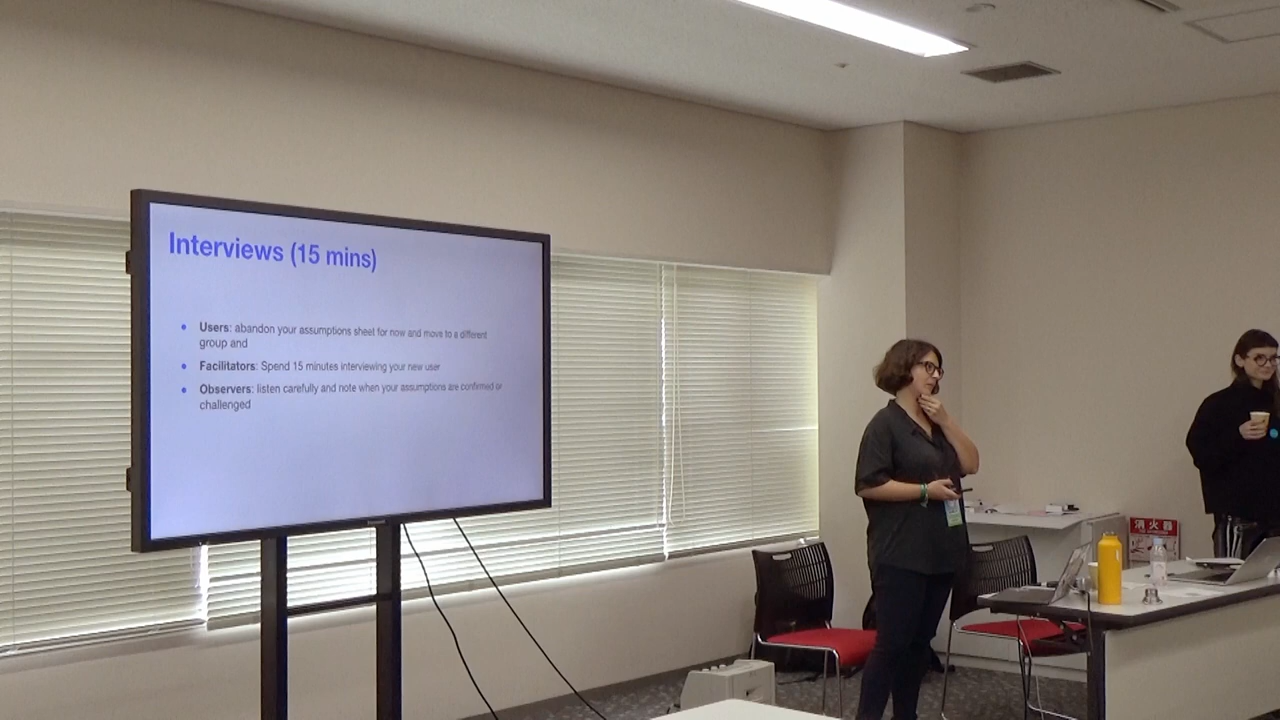 Interviews (15 mins)
Users: abandon your assumptions sheet for now and move to a different
group and
Facilitators: Spend 15 minutes interviewing your new user
Observers: listen carefully and note when your assumptions are confirmed or
challenged
消火器